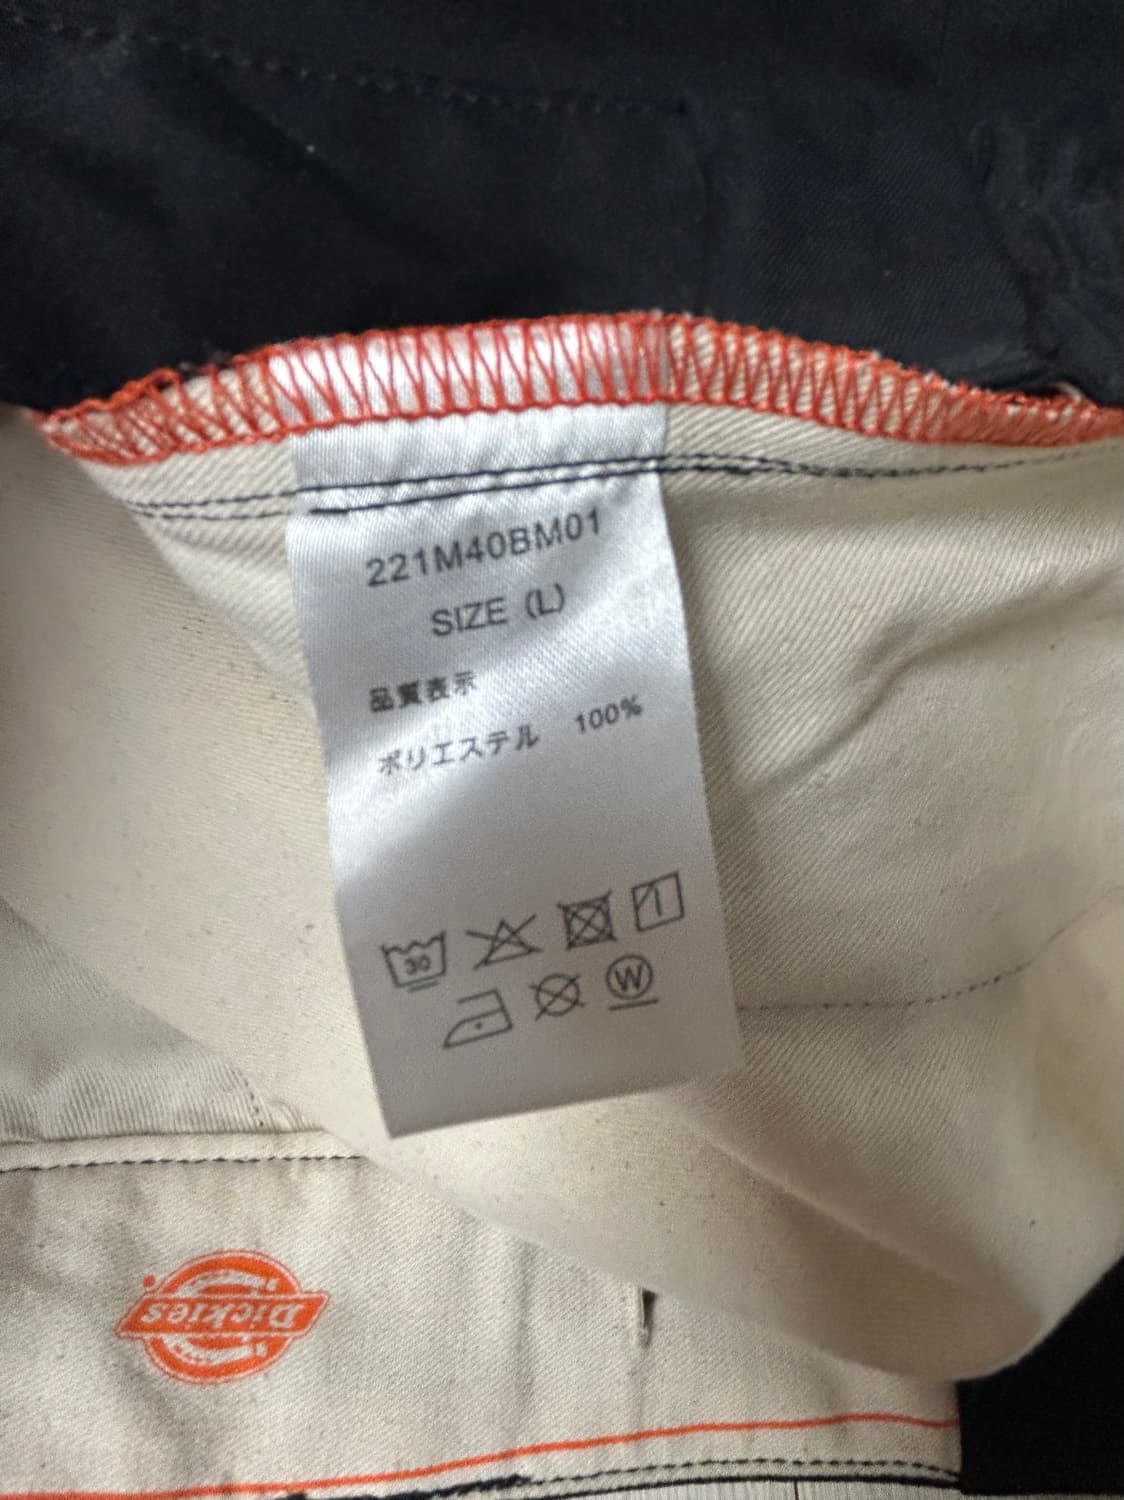 221M40BM01
SIZE (L)
品質表示
ポリエステル 100%
30
W
Dickies